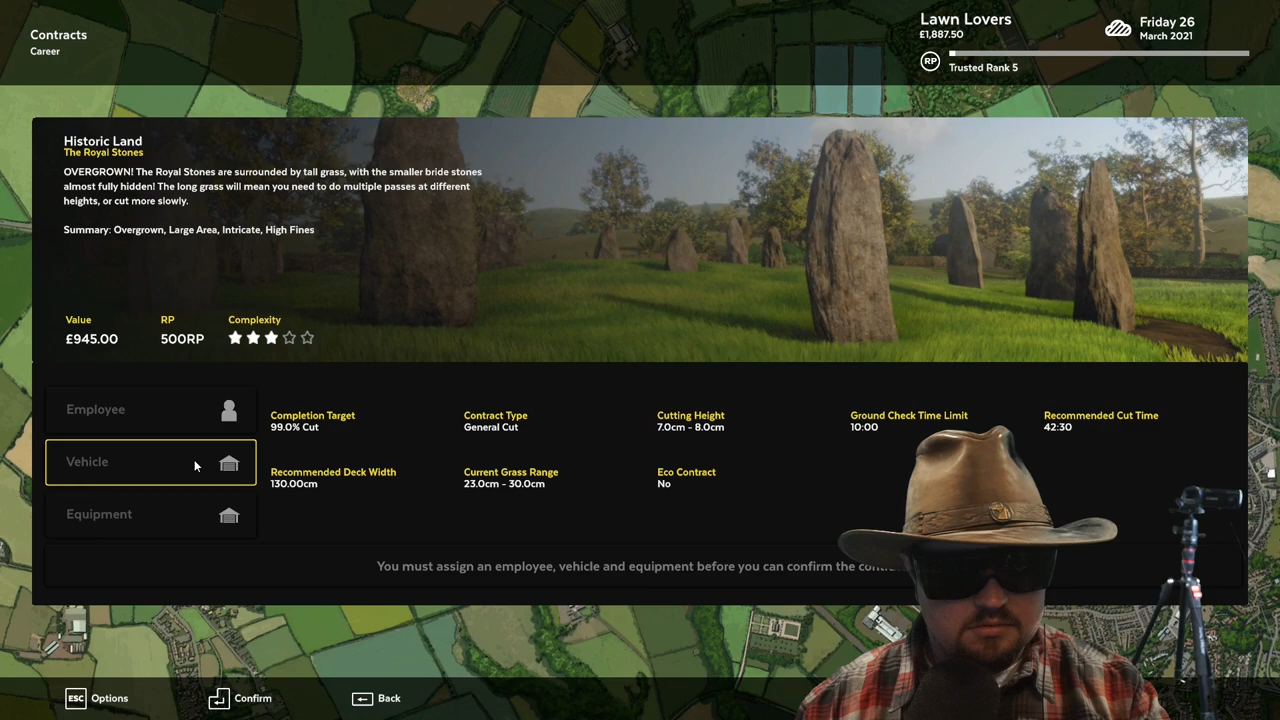 Contracts
Career
Lawn Lovers
£1,887.50
RP
Trusted Rank 5
Friday 26
March 2021
Historic Land
The Royal Stones
OVERGROWN! The Royal Stones are surrounded by tall grass, with the smaller bride stones
almost fully hidden! The long grass will mean you need to do multiple passes at different
heights, or cut more slowly.
Summary: Overgrown, Large Area, Intricate, High Fines
Value
£945.00
RP
500RP
Complexity
Employee
Vehicle
Equipment
Completion Target
99.0% Cut
Contract Type
General Cut
Cutting Height
7.0cm - 8.0cm
Ground Check Time Limit
10:00
Recommended Cut Time
42:30
Recommended Deck Width
130.00cm
Current Grass Range
23.0cm - 30.0cm
Eco Contract
No
You must assign an employee, vehicle and equipment before you can confirm the
ESC Options
Confirm
Back